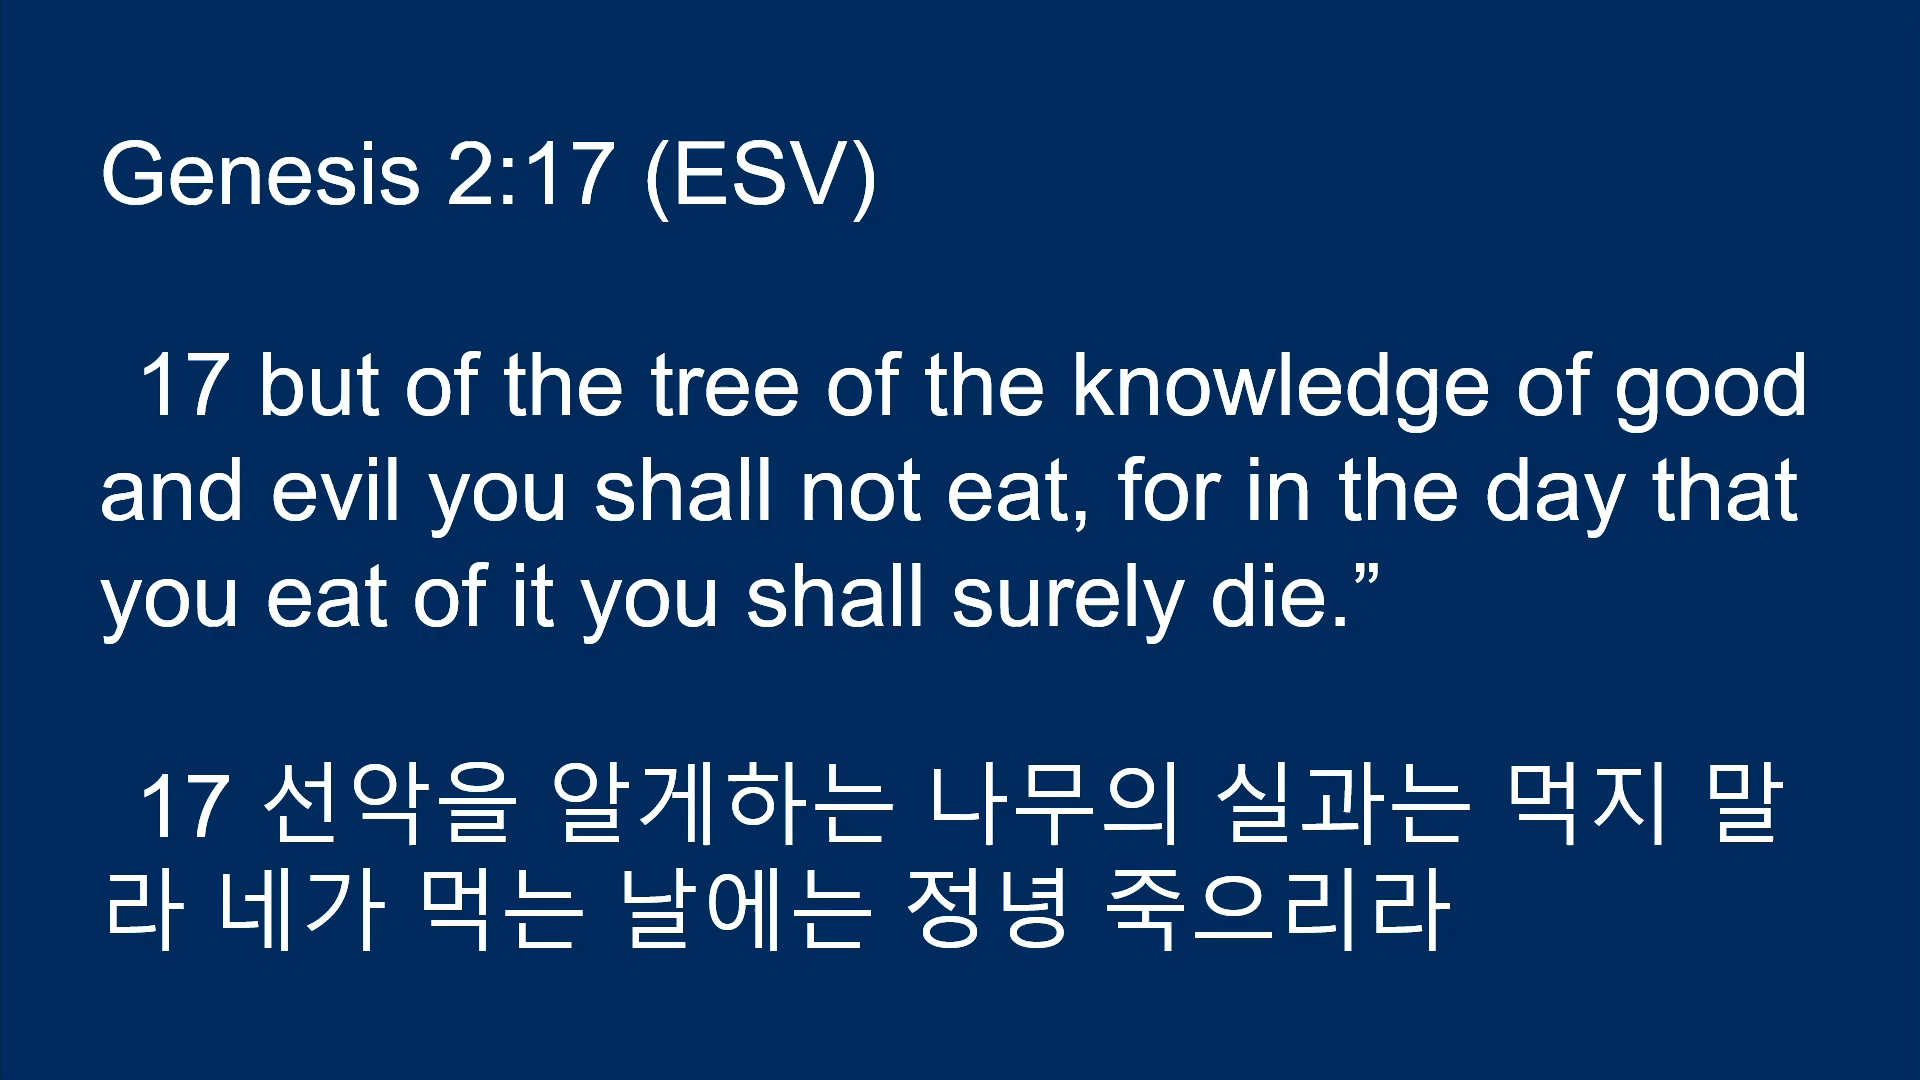 Genesis 2:17 (ESV)
17 but of the tree of the knowledge of good
and evil you shall not eat, for in the day that
you eat of it you shall surely die.”
17 선악을 알게하는 나무의 실과는 먹지 말
라 네가 먹는 날에는 정녕 죽으리라